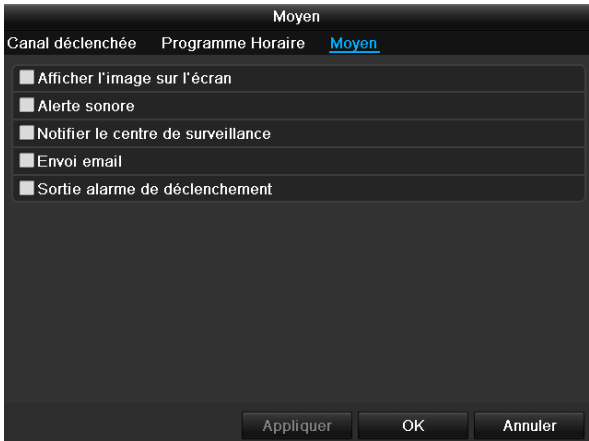 Moyen
Canal déclenchée Programme Horaire Moyen
Afficher l'image sur l'écran
Alerte sonore
Notifier le centre de surveillance
Envoi email
Sortie alarme de déclenchement
Appliquer OK Annuler